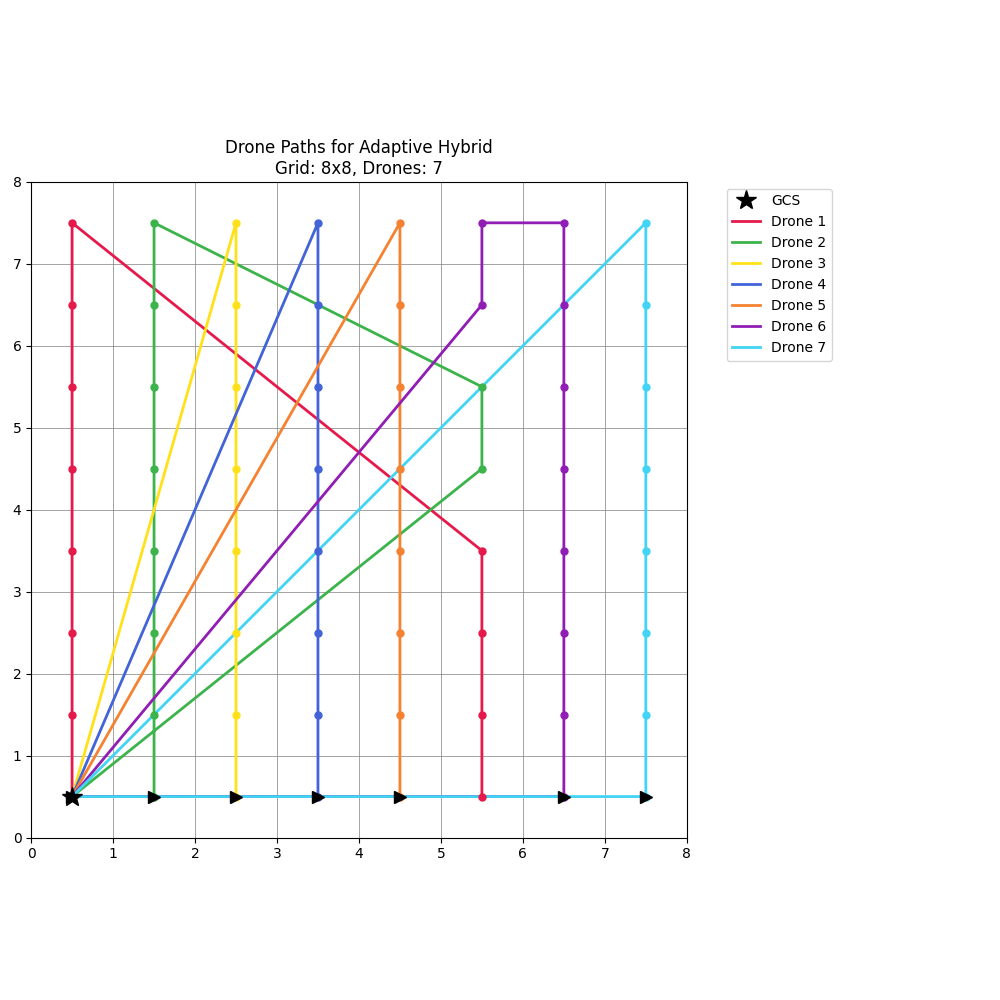 Drone Paths for Adaptive Hybrid
Grid: 8x8, Drones: 7
GCS
Drone 1
Drone 2
Drone 3
Drone 4
Drone 5
Drone 6
Drone 7
8
7
6
5
4
3
2
1
0
0 1 2 3 4 5 6 7 8